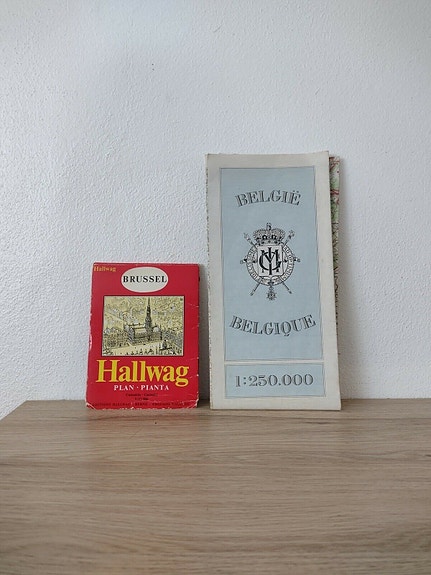 Hallwag
BRUSSEL
Hallwag
PLAN · PIANTA
BELGIË
BELGIQUE
1:250.000